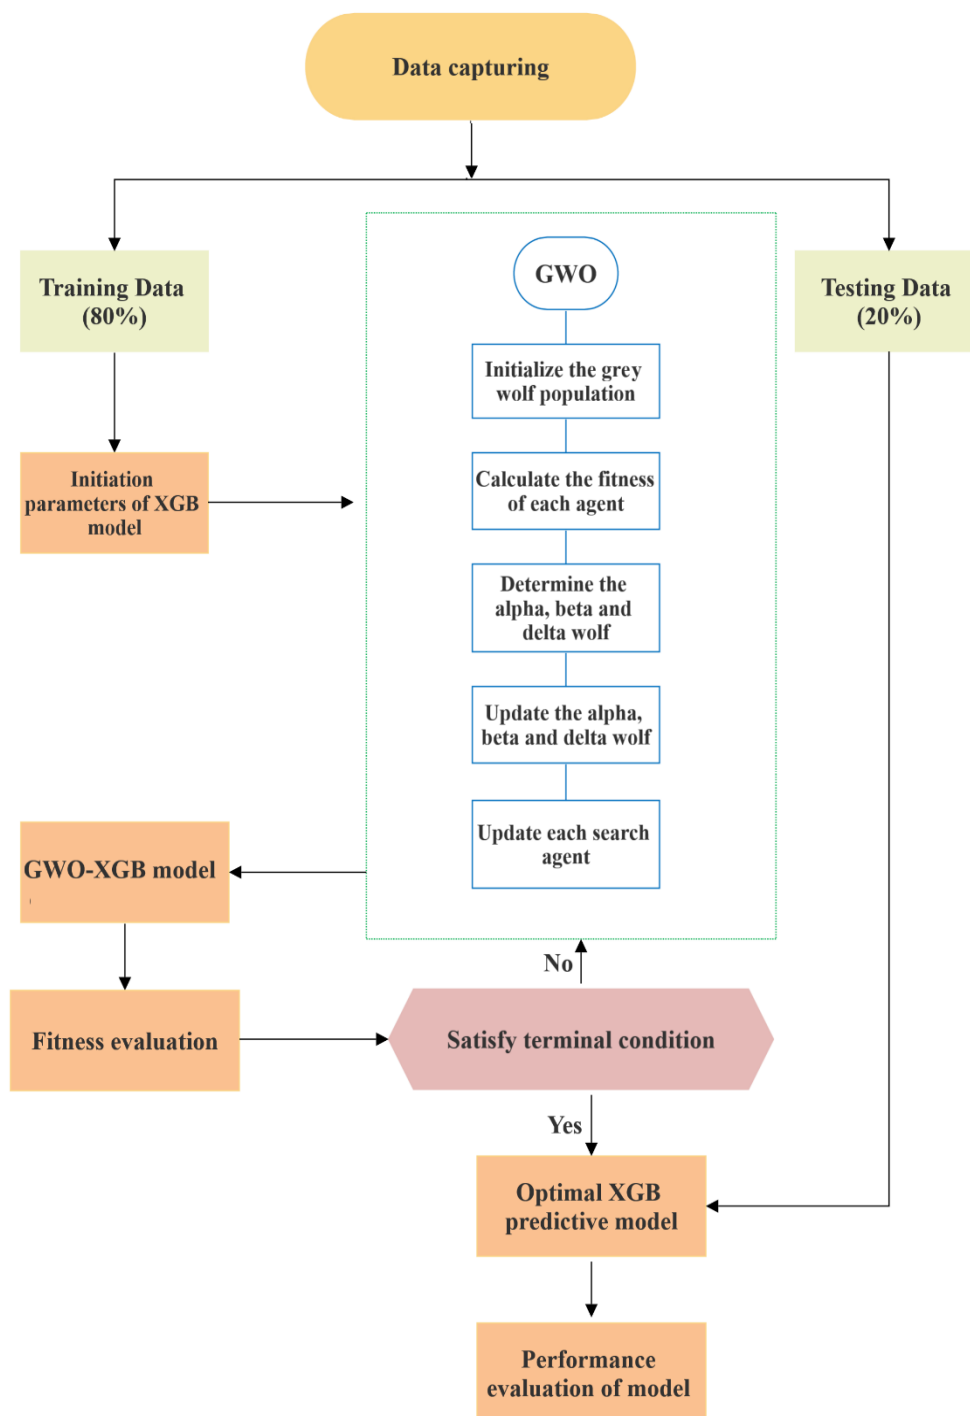 Data capturing
Training Data
(80%)
GWO
Testing Data
(20%)
Initialize the grey
wolf population
Initiation
parameters of XGB
model
Calculate the fitness
of each agent
Determine the
alpha, beta and
delta wolf
Update the alpha,
beta and delta wolf
Update each search
agent
GWO-XGB model
No
Fitness evaluation
Satisfy terminal condition
Yes
Optimal XGB
predictive model
Performance
evaluation of model